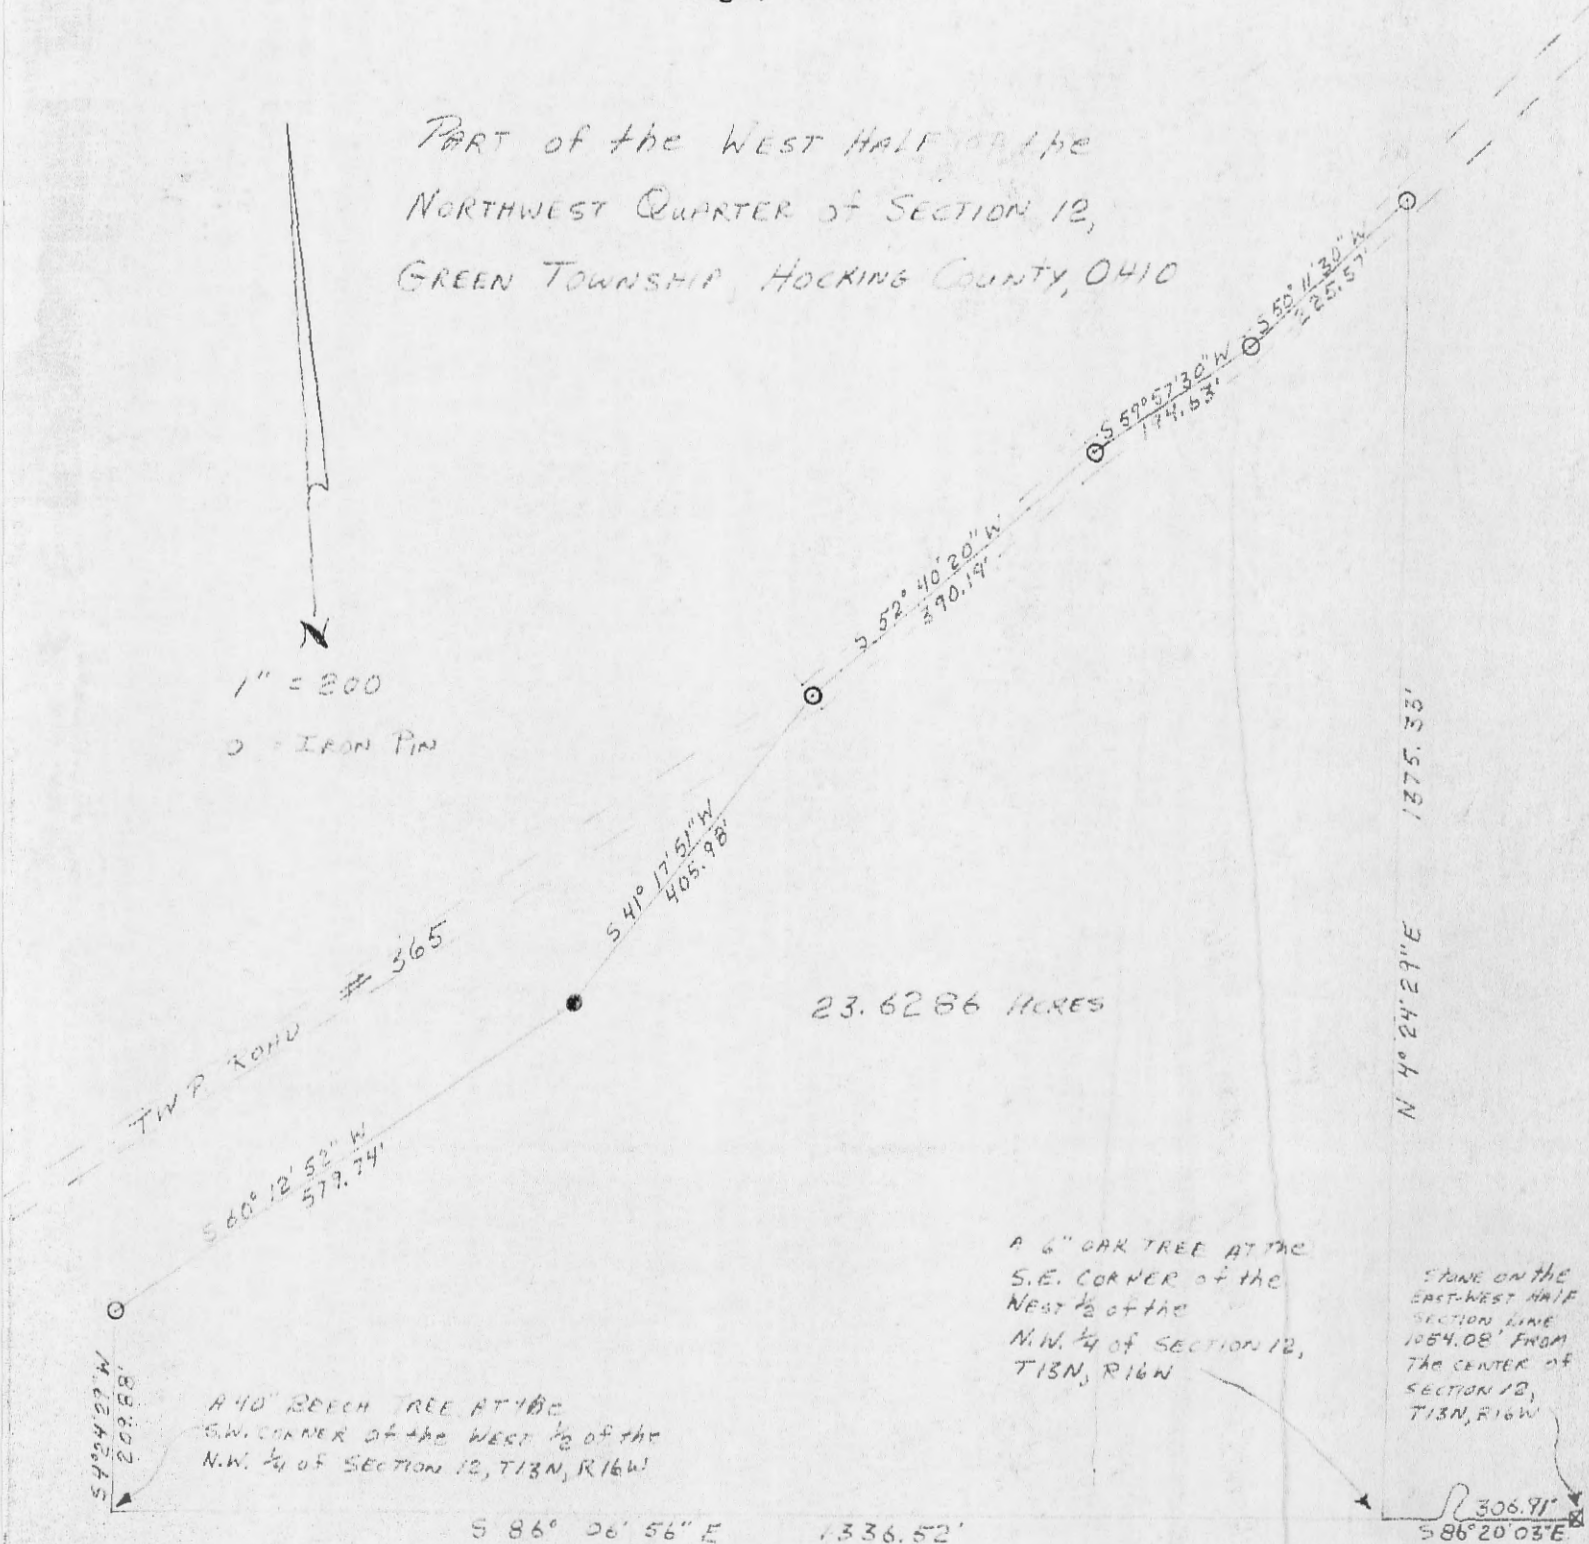 PART of the WEST HALF OF the
NORTHWEST QUARTER of SECTION 12,
GREEN TOWNSHIP, HOCKING COUNTY, OHIO
N
1" = 200
O = IRON PIN
S 50° 11' 30" W
225.57'
S 59° 57' 30" W
194.63'
S 52° 40' 20" W
390.19'
S 41° 17' 51" W
405.98'
TWP. ROAD # 365
23.6286 ACRES
S 60° 12' 52" W
579.74'
N 4° 24' 29" E 1375.33'
A 6" OAK TREE AT THE
S.E. CORNER of the
WEST ½ of the
N.W. ¼ of SECTION 12,
T13N, R16W
STONE ON the
EAST-WEST HALF
SECTION LINE
1054.08' FROM
The CENTER of
SECTION 12,
T13N, R16W
S 4° 24' 29" W
209.88'
A 40" BEECH TREE AT the
S.W. CORNER of the WEST ½ of the
N.W. ¼ of SECTION 12, T13N, R16W
S 86° 06' 56" E 1336.52'
306.91'
S 86° 20' 03" E